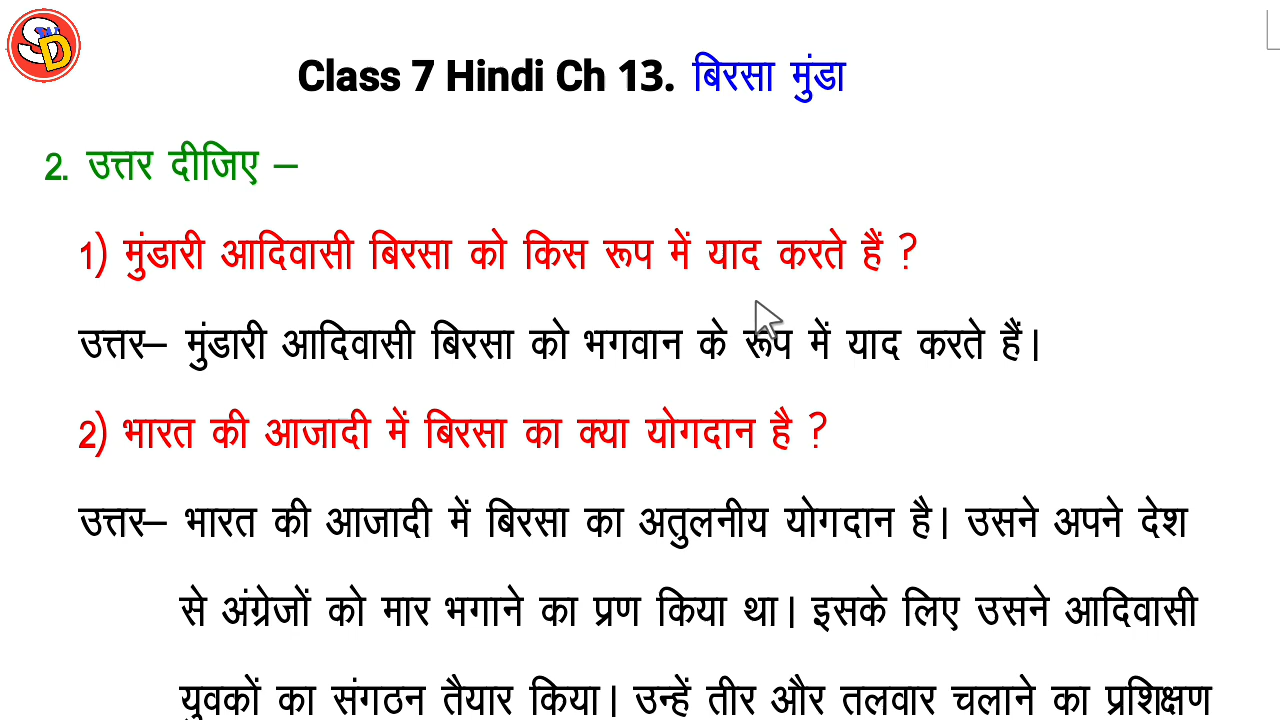 SD
Class 7 Hindi Ch 13. बिरसा मुंडा
2. उत्तर दीजिए –
1) मुंडारी आदिवासी बिरसा को किस रूप में याद करते हैं ?
उत्तर– मुंडारी आदिवासी बिरसा को भगवान के रूप में याद करते हैं।
2) भारत की आजादी में बिरसा का क्या योगदान है ?
उत्तर– भारत की आजादी में बिरसा का अतुलनीय योगदान है। उसने अपने देश
से अंग्रेजों को मार भगाने का प्रण किया था। इसके लिए उसने आदिवासी
युवकों का संगठन तैयार किया। उन्हें तीर और तलवार चलाने का प्रशिक्षण